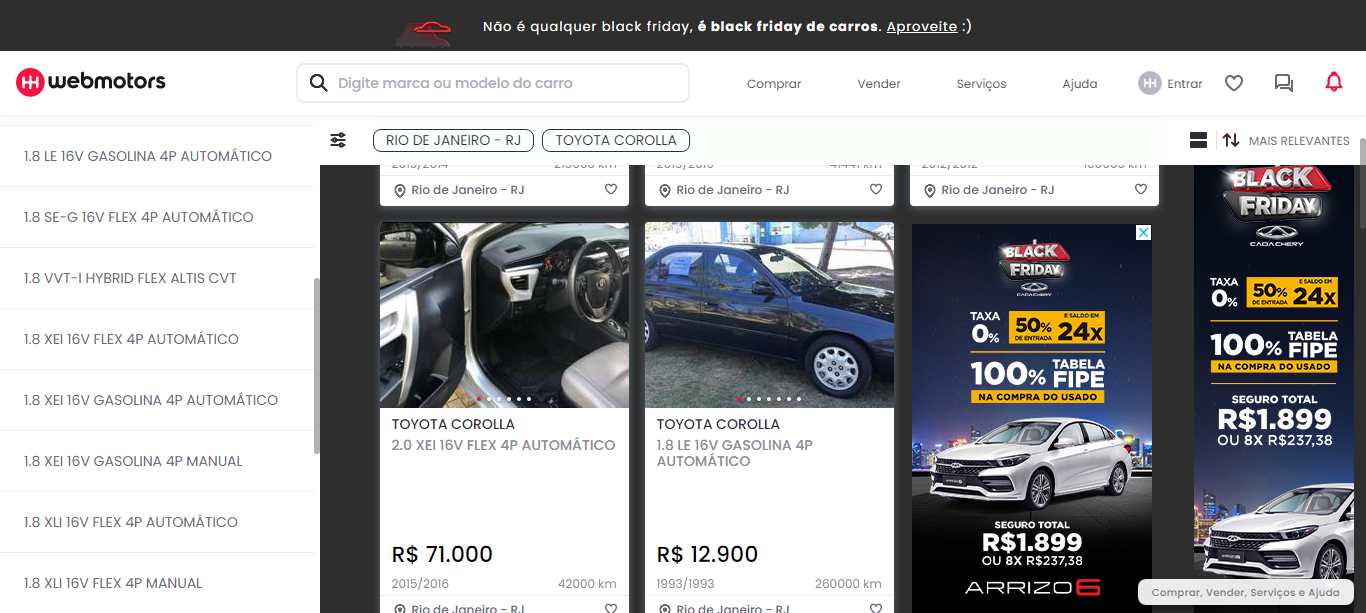 Não é qualquer black friday, é black friday de carros. Aproveite :)
webmotors
Digite marca ou modelo do carro
Comprar
Vender
Serviços
Ajuda
Entrar
RIO DE JANEIRO - RJ
TOYOTA COROLLA
MAIS RELEVANTES
1.8 LE 16V GASOLINA 4P AUTOMÁTICO
1.8 SE-G 16V FLEX 4P AUTOMÁTICO
1.8 VVT-I HYBRID FLEX ALTIS CVT
1.8 XEI 16V FLEX 4P AUTOMÁTICO
1.8 XEI 16V GASOLINA 4P AUTOMÁTICO
1.8 XEI 16V GASOLINA 4P MANUAL
1.8 XLI 16V FLEX 4P AUTOMÁTICO
1.8 XLI 16V FLEX 4P MANUAL
Rio de Janeiro - RJ
Rio de Janeiro - RJ
Rio de Janeiro - RJ
TOYOTA COROLLA
2.0 XEI 16V FLEX 4P AUTOMÁTICO
R$ 71.000
2015/2016 42000 km
Rio de Janeiro - RJ
TOYOTA COROLLA
1.8 LE 16V GASOLINA 4P
AUTOMÁTICO
R$ 12.900
1993/1993 260000 km
Rio de Janeiro - RJ
BLACK
FRIDAY
CAOA CHERY
TAXA
0%
50%
DE ENTRADA
E SALDO EM
24x
100% TABELA
FIPE
NA COMPRA DO USADO
SEGURO TOTAL
R$1.899
OU 8X R$237,38
ARRIZO 6
BLACK
FRIDAY
CAOA CHERY
TAXA
0%
50%
DE ENTRADA
E SALDO EM
24x
100% TABELA
FIPE
NA COMPRA DO USADO
SEGURO TOTAL
R$1.899
OU 8X R$237,38
Comprar, Vender, Serviços e Ajuda